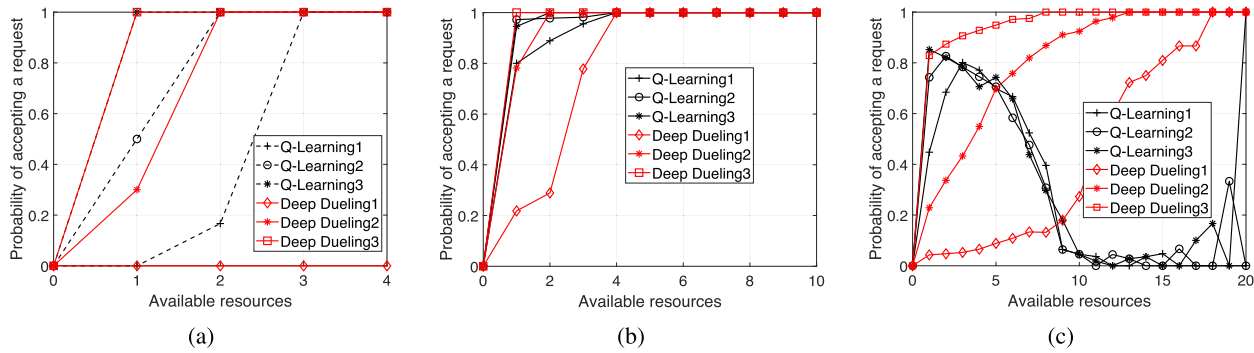 Probability of accepting a request
1
0.8
0.6
0.4
0.2
0
0 1 2 3 4
Available resources
Q-Learning1
Q-Learning2
Q-Learning3
Deep Dueling1
Deep Dueling2
Deep Dueling3
(a)
Probability of accepting a request
1
0.8
0.6
0.4
0.2
0
0 2 4 6 8 10
Available resources
Q-Learning1
Q-Learning2
Q-Learning3
Deep Dueling1
Deep Dueling2
Deep Dueling3
(b)
Probability of accepting a request
1
0.8
0.6
0.4
0.2
0
0 5 10 15 20
Available resources
Q-Learning1
Q-Learning2
Q-Learning3
Deep Dueling1
Deep Dueling2
Deep Dueling3
(c)